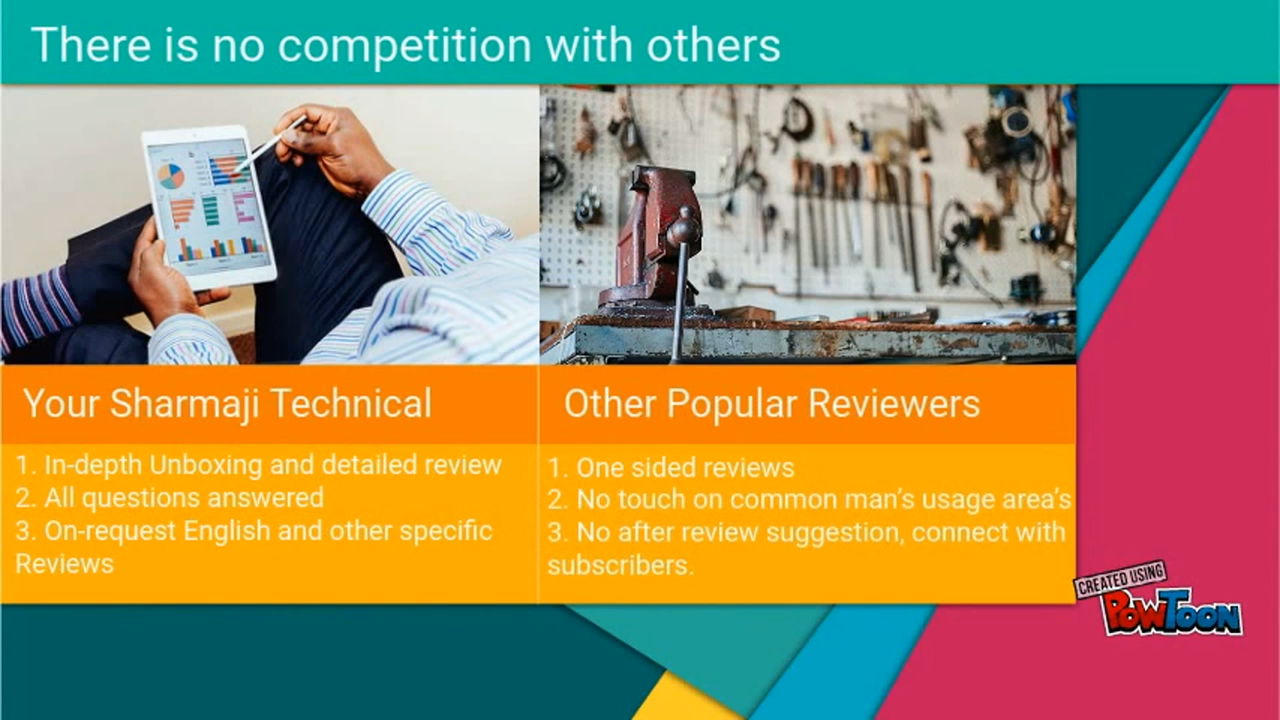 There is no competition with others
Your Sharmaji Technical
1. In-depth Unboxing and detailed review
2. All questions answered
3. On-request English and other specific
Reviews
Other Popular Reviewers
1. One sided reviews
2. No touch on common man's usage area's
3. No after review suggestion, connect with
subscribers.
CREATED USING
POWTOON